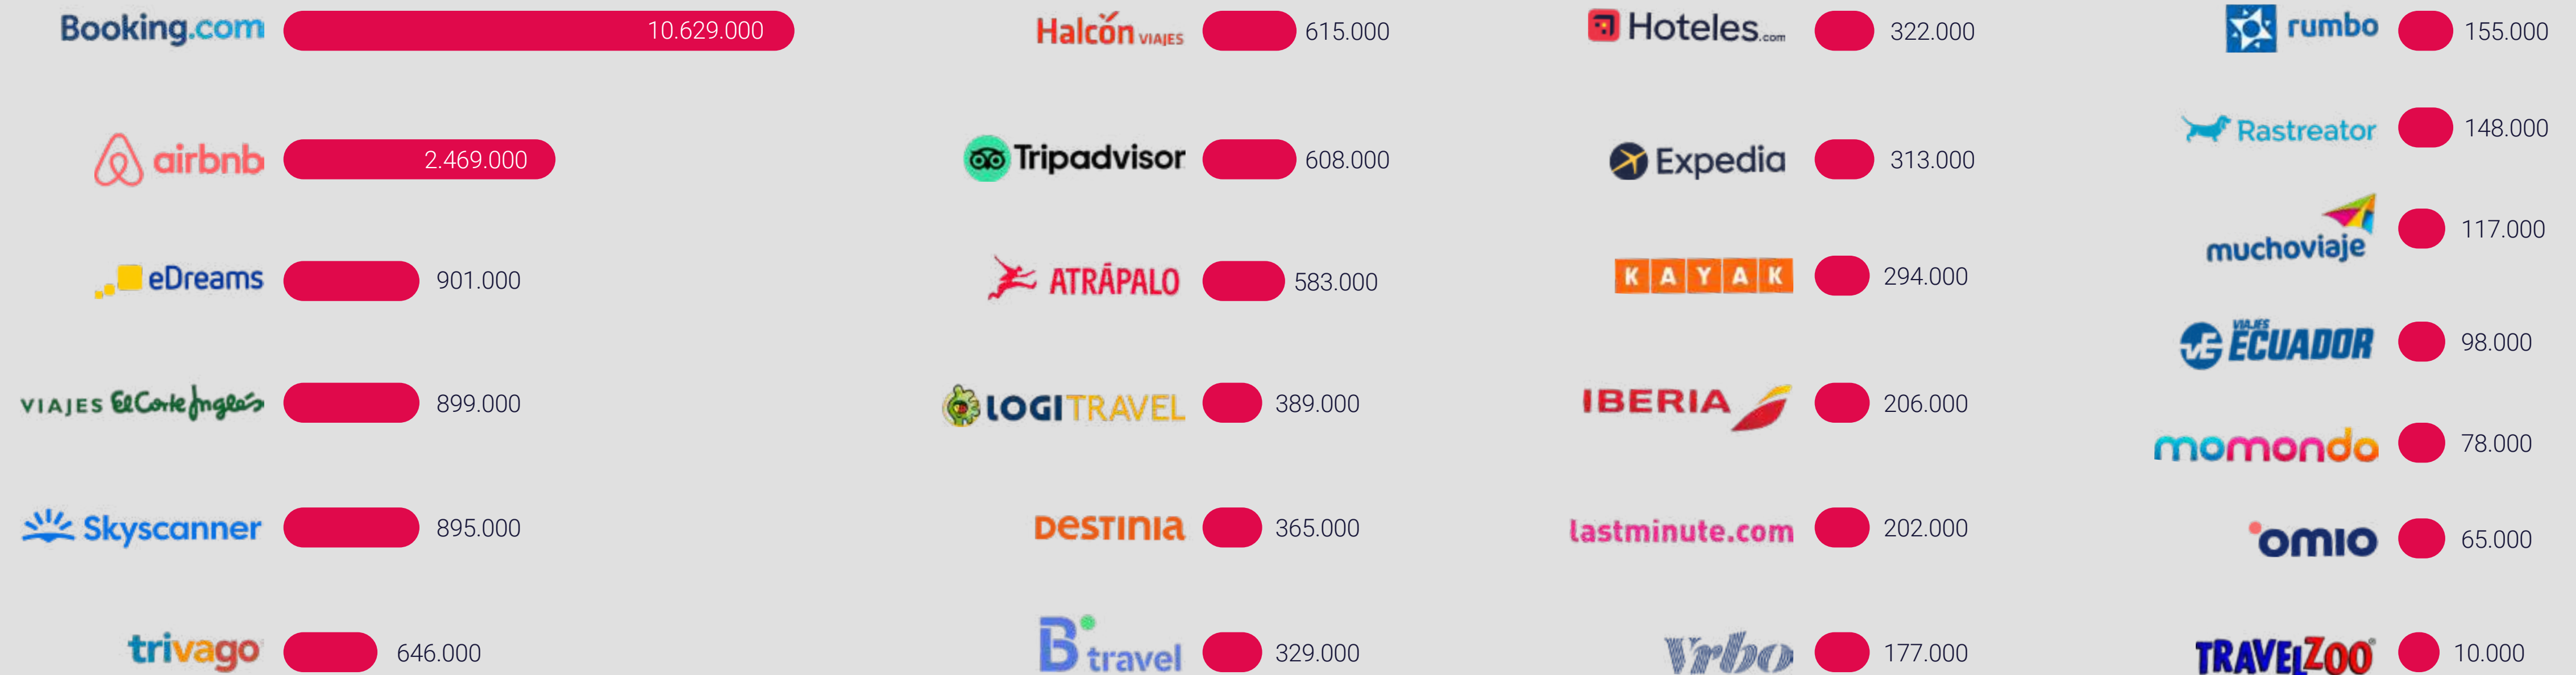 Booking.com 10.629.000
airbnb 2.469.000
eDreams 901.000
VIAJES El Corte Inglés 899.000
Skyscanner 895.000
trivago 646.000
Halcón VIAJES 615.000
Tripadvisor 608.000
ATRÁPALO 583.000
LOGITRAVEL 389.000
DESTINIA 365.000
B travel 329.000
Hoteles.com 322.000
Expedia 313.000
KAYAK 294.000
IBERIA 206.000
lastminute.com 202.000
Vrbo 177.000
rumbo 155.000
Rastreator 148.000
muchoviaje 117.000
VE VIAJES ECUADOR 98.000
momondo 78.000
omio 65.000
TRAVELZOO® 10.000